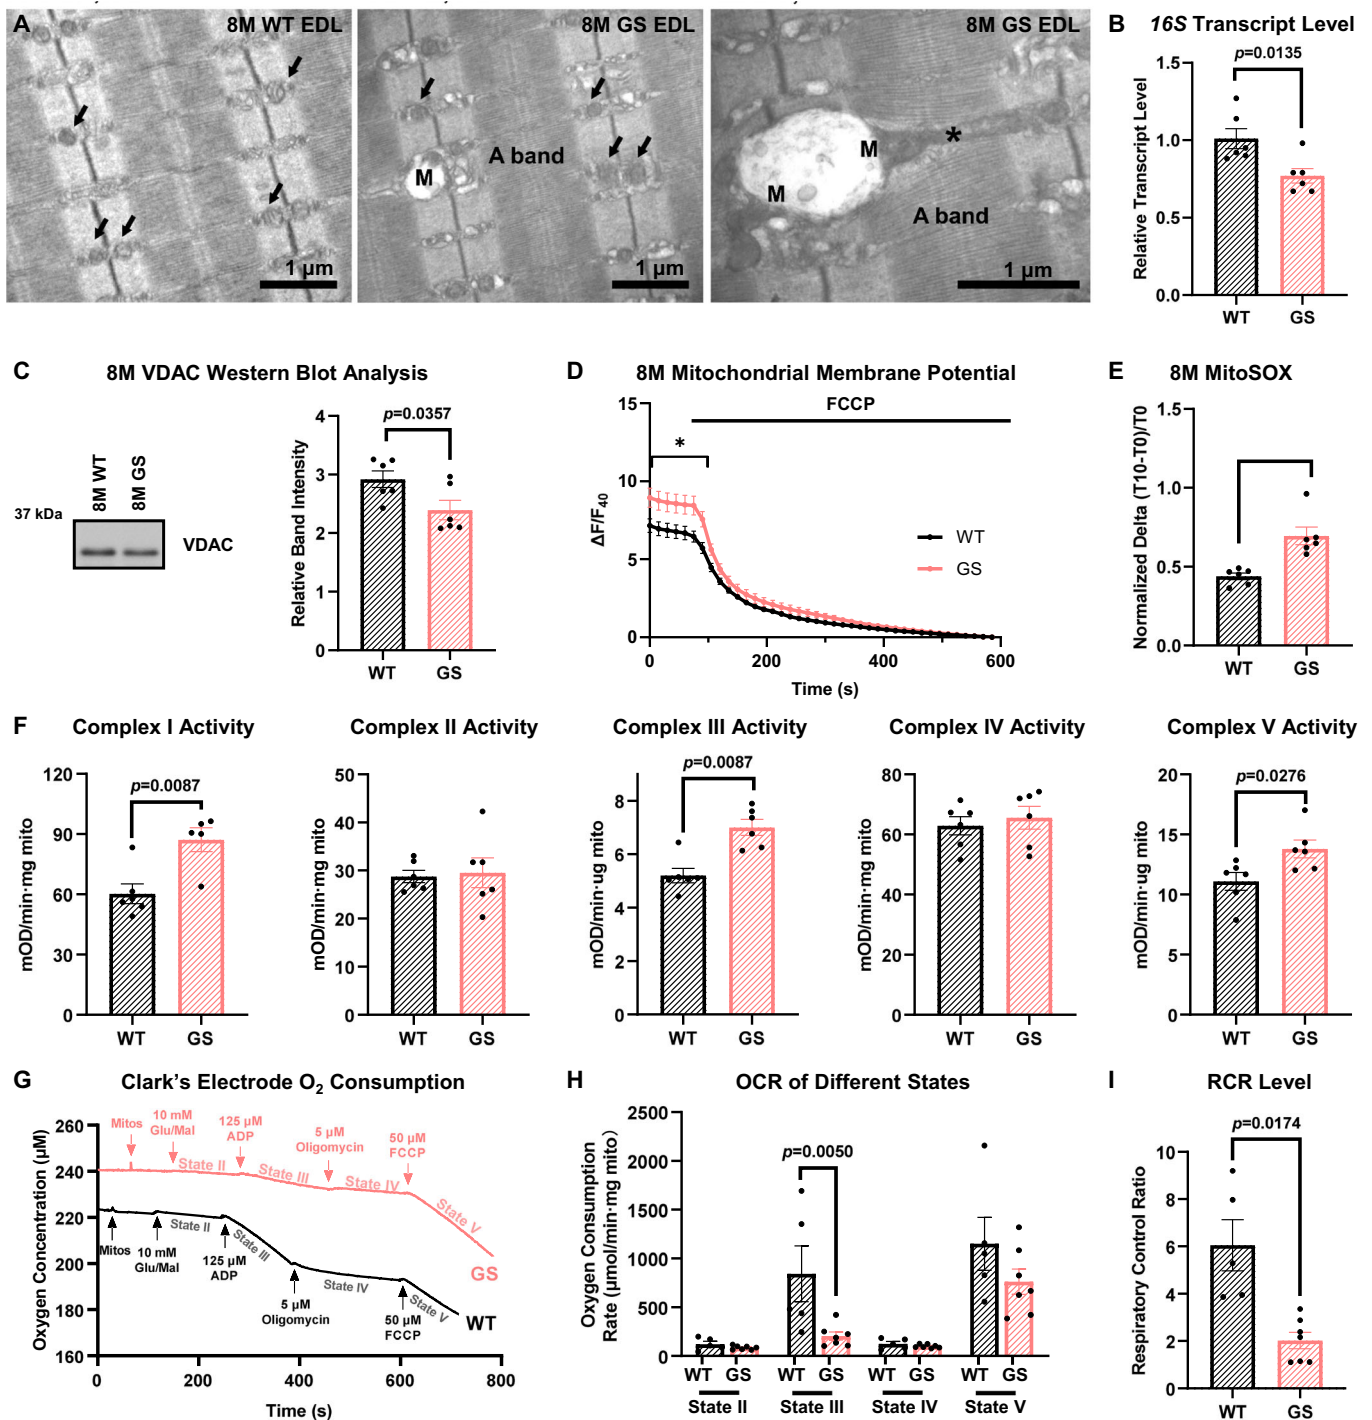 A
8M WT EDL
1 µm
8M GS EDL
A band
M
1 µm
8M GS EDL
*
M
M
A band
1 µm
B
16S Transcript Level
p=0.0135
Relative Transcript Level
1.5
1.0
0.5
0.0
WT
GS
C
8M VDAC Western Blot Analysis
8M WT
8M GS
37 kDa
VDAC
p=0.0357
Relative Band Intensity
4
3
2
1
0
WT
GS
D
8M Mitochondrial Membrane Potential
FCCP
*
ΔF/F40
15
10
5
0
WT
GS
0
200
400
600
Time (s)
E
8M MitoSOX
Normalized Delta (T10-T0)/T0
1.5
1.0
0.5
0.0
WT
GS
F
Complex I Activity
p=0.0087
mOD/min·mg mito
120
90
60
30
0
WT
GS
Complex II Activity
mOD/min·mg mito
50
40
30
20
10
0
WT
GS
Complex III Activity
p=0.0087
mOD/min·ug mito
8
6
4
2
0
WT
GS
Complex IV Activity
mOD/min·mg mito
80
60
40
20
0
WT
GS
Complex V Activity
p=0.0276
mOD/min·mg mito
20
15
10
5
0
WT
GS
G
Clark's Electrode O2 Consumption
Oxygen Concentration (µM)
260
240
220
200
180
160
Mitos
10 mM
Glu/Mal
125 µM
ADP
5 µM
Oligomycin
50 µM
FCCP
State II
State III
State IV
State V
GS
Mitos
10 mM
Glu/Mal
125 µM
ADP
5 µM
Oligomycin
50 µM
FCCP
State II
State III
State IV
State V
WT
0
200
400
600
800
Time (s)
H
OCR of Different States
Oxygen Consumption
Rate (µmol/min·mg mito)
2500
2000
1500
1000
500
0
p=0.0050
WT GS
WT GS
WT GS
WT GS
State II
State III
State IV
State V
I
RCR Level
p=0.0174
Respiratory Control Ratio
10
8
6
4
2
0
WT
GS